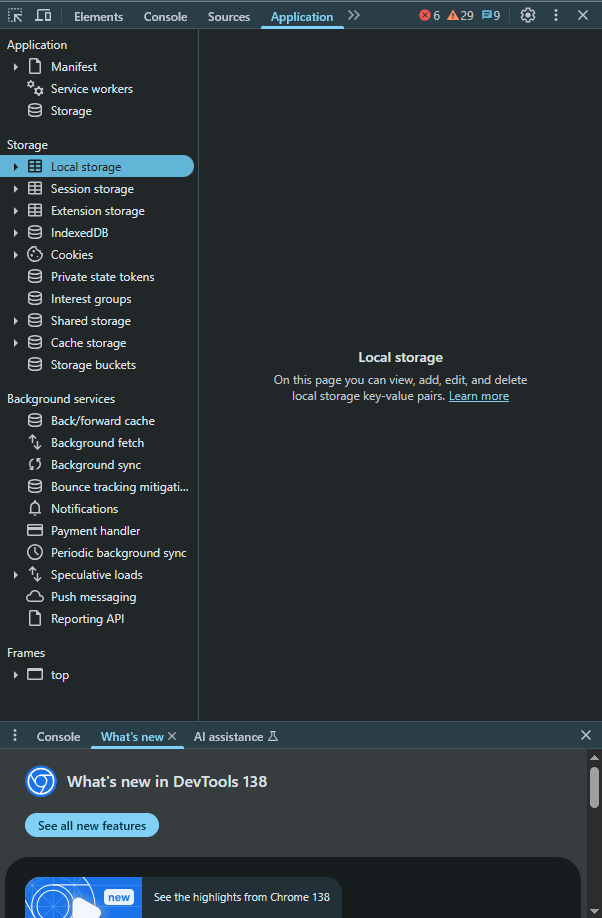 Elements Console Sources Application 6 29 9
Application
Manifest
Service workers
Storage
Storage
Local storage
Session storage
Extension storage
IndexedDB
Cookies
Private state tokens
Interest groups
Shared storage
Cache storage
Storage buckets
Background services
Back/forward cache
Background fetch
Background sync
Bounce tracking mitigati...
Notifications
Payment handler
Periodic background sync
Speculative loads
Push messaging
Reporting API
Frames
top
Local storage
On this page you can view, add, edit, and delete
local storage key-value pairs. Learn more
Console What's new AI assistance
What's new in DevTools 138
See all new features
new
See the highlights from Chrome 138